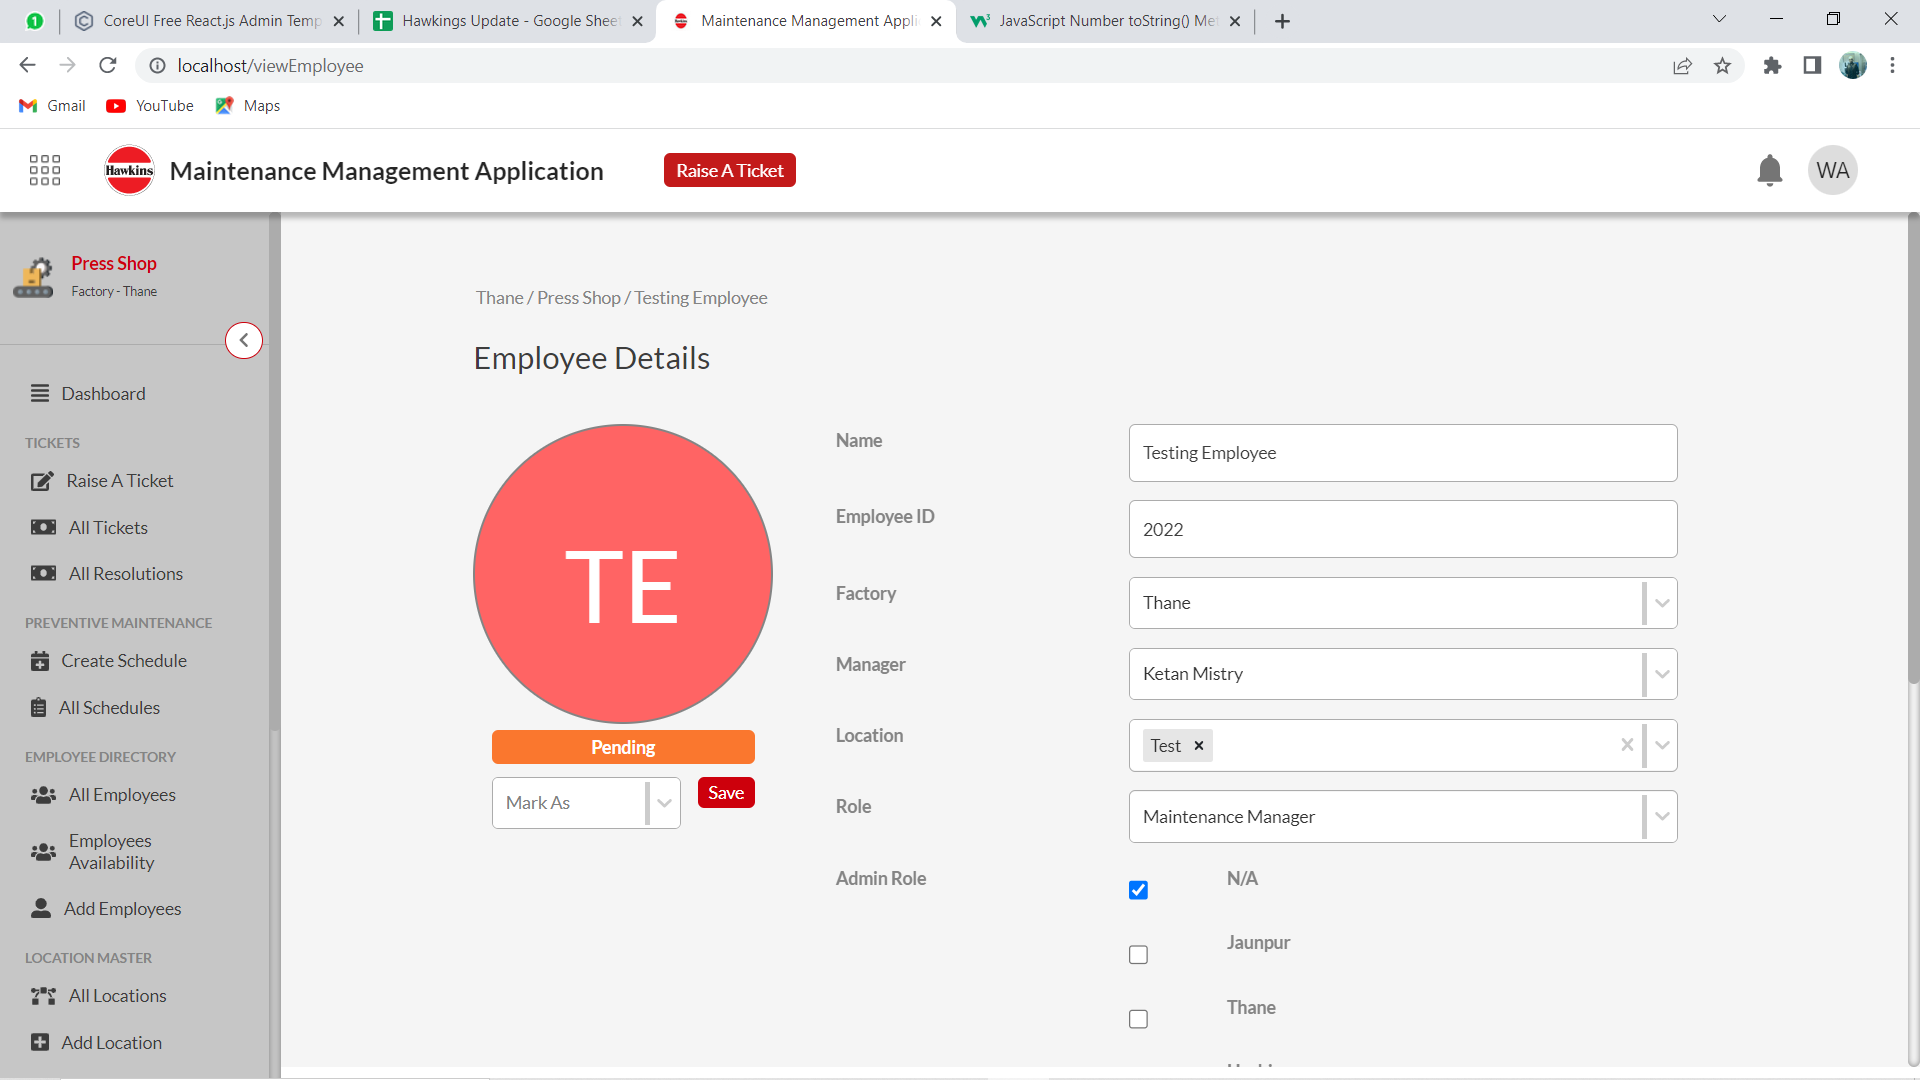 CoreUI Free React.js Admin Temp
Hawkings Update - Google Sheet
Maintenance Management Appli
JavaScript Number toString() Met
localhost/viewEmployee
Gmail
YouTube
Maps
Hawkins
Maintenance Management Application
Raise A Ticket
WA
Press Shop
Factory - Thane
Dashboard
TICKETS
Raise A Ticket
All Tickets
All Resolutions
PREVENTIVE MAINTENANCE
Create Schedule
All Schedules
EMPLOYEE DIRECTORY
All Employees
Employees
Availability
Add Employees
LOCATION MASTER
All Locations
Add Location
Thane / Press Shop / Testing Employee
Employee Details
TE
Pending
Mark As
Save
Name
Testing Employee
Employee ID
2022
Factory
Thane
Manager
Ketan Mistry
Location
Test
Role
Maintenance Manager
Admin Role
N/A
Jaunpur
Thane